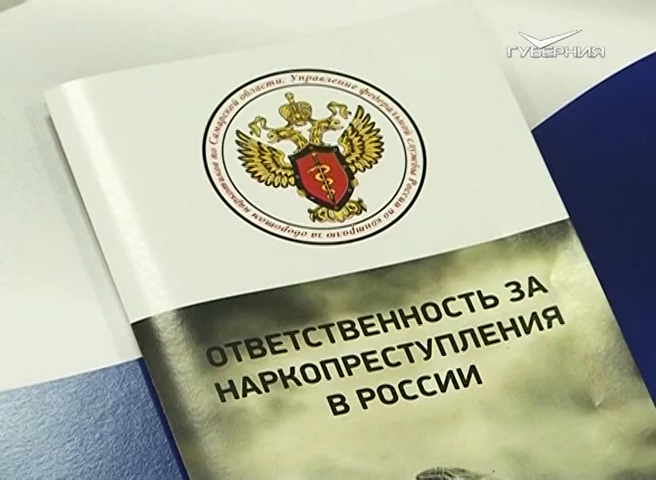 ГУБЕРНИЯ
Управление федеральной службы России по контролю за оборотом наркотиков по Самарской области.
ОТВЕТСТВЕННОСТЬ ЗА
НАРКОПРЕСТУПЛЕНИЯ
В РОССИИ